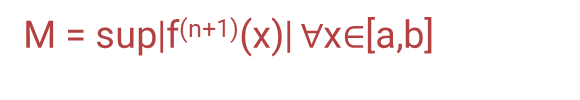 M = sup|f⁽ⁿ⁺¹⁾(x)| ∀x∈[a,b]